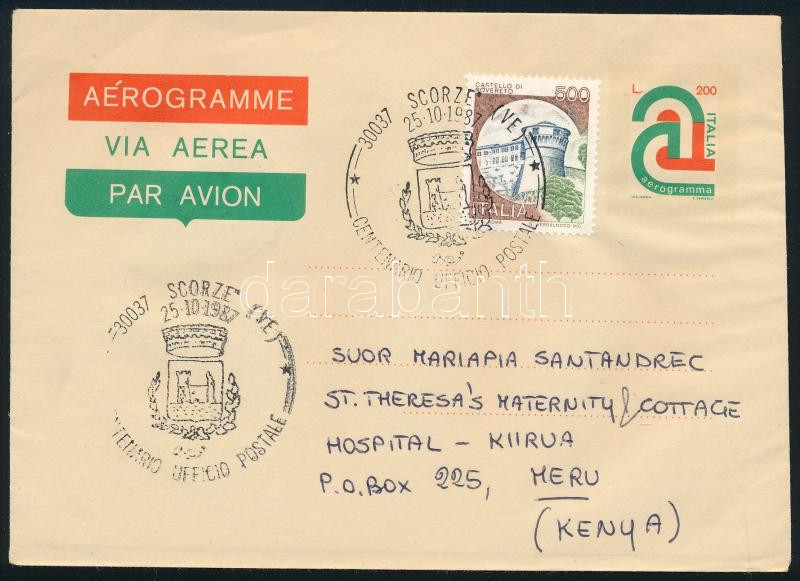 AÉROGRAMME
VIA AEREA
PAR AVION
30037 SCORZE' (VE)
25·10·1987
CENTENARIO UFFICIO POSTALE
CASTELLO DI
ROVERETO
500
ITALIA
L. 200
ITALIA
aerogramma
30037 SCORZE' (VE)
25·10·1987
NTENARIO UFFICIO POSTALE
darabanth
SUOR MARIAPIA SANTANDREC
ST. THERESA'S MATERNITY / COTTAGE
HOSPITAL - KIIRUA
P.O. BOX 225, MERU
(KENYA)